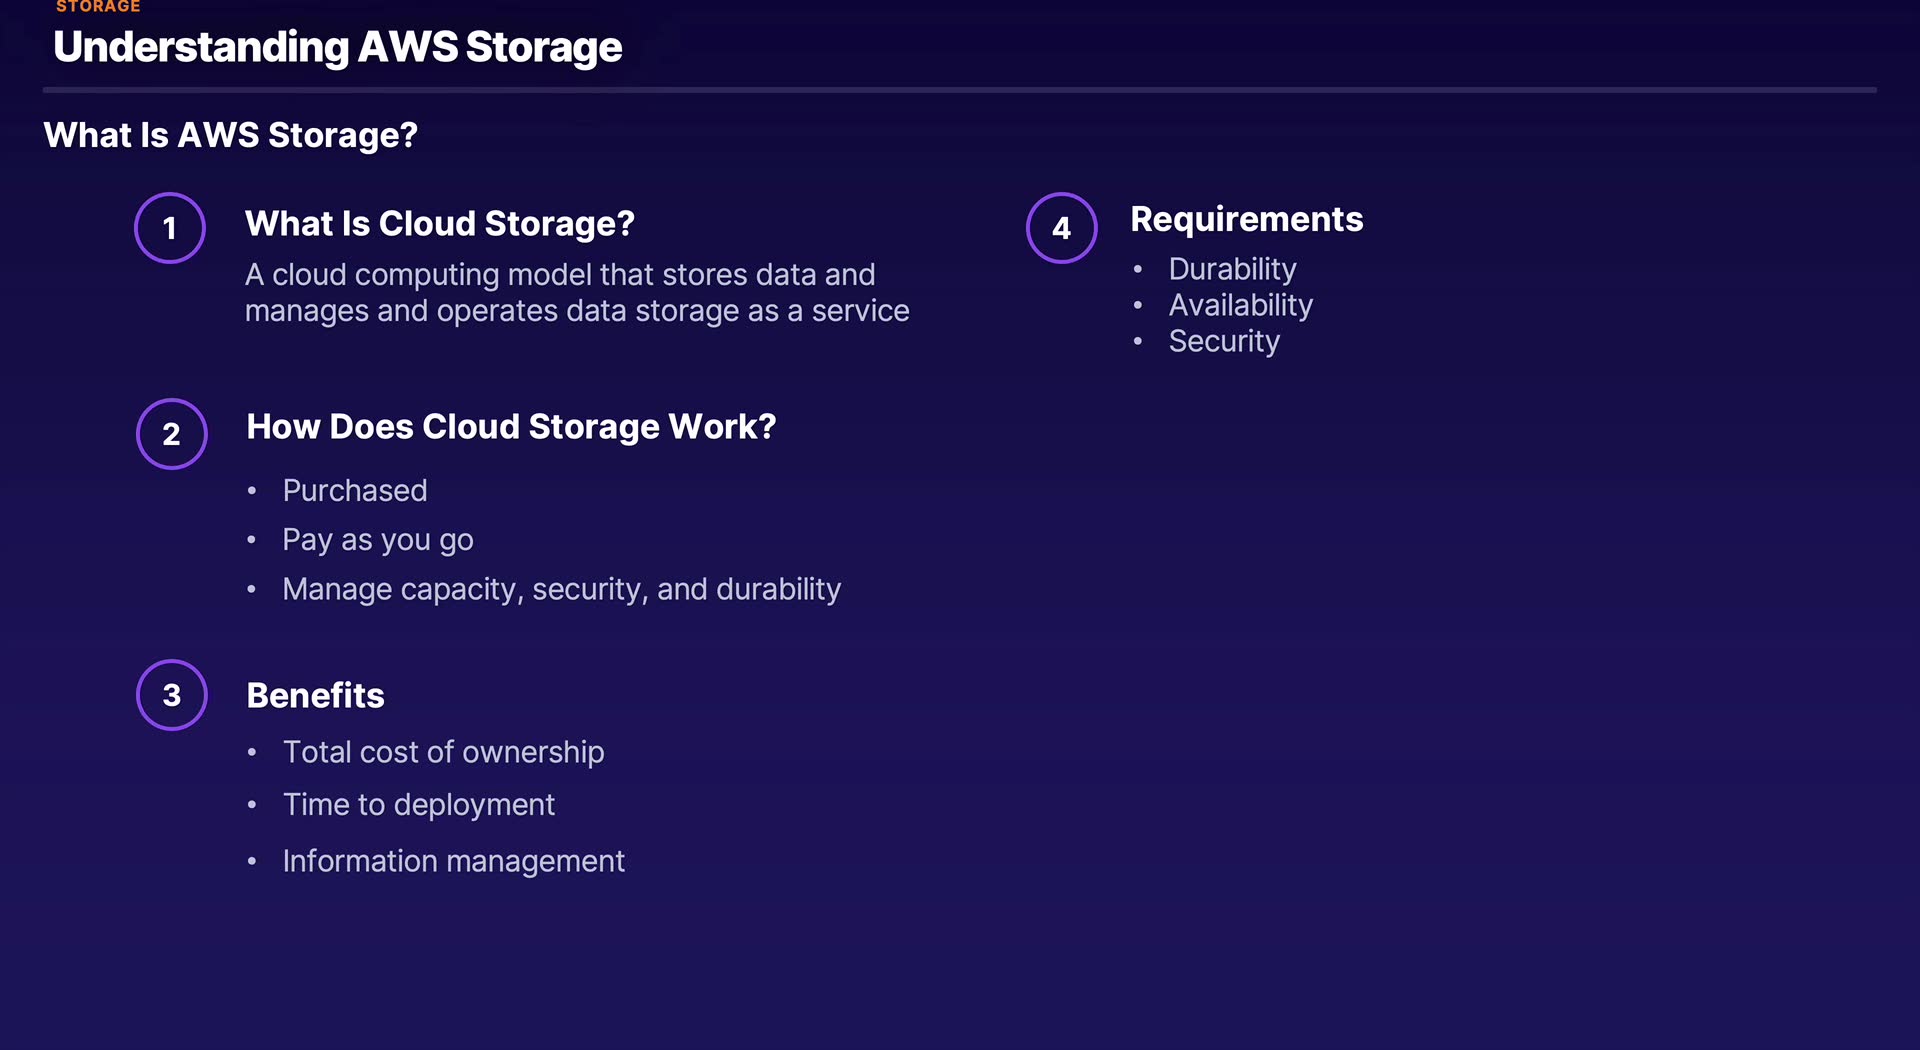 STORAGE
Understanding AWS Storage
What Is AWS Storage?
1
What Is Cloud Storage?
A cloud computing model that stores data and
manages and operates data storage as a service
2
How Does Cloud Storage Work?
• Purchased
• Pay as you go
• Manage capacity, security, and durability
3
Benefits
• Total cost of ownership
• Time to deployment
• Information management
4
Requirements
• Durability
• Availability
• Security